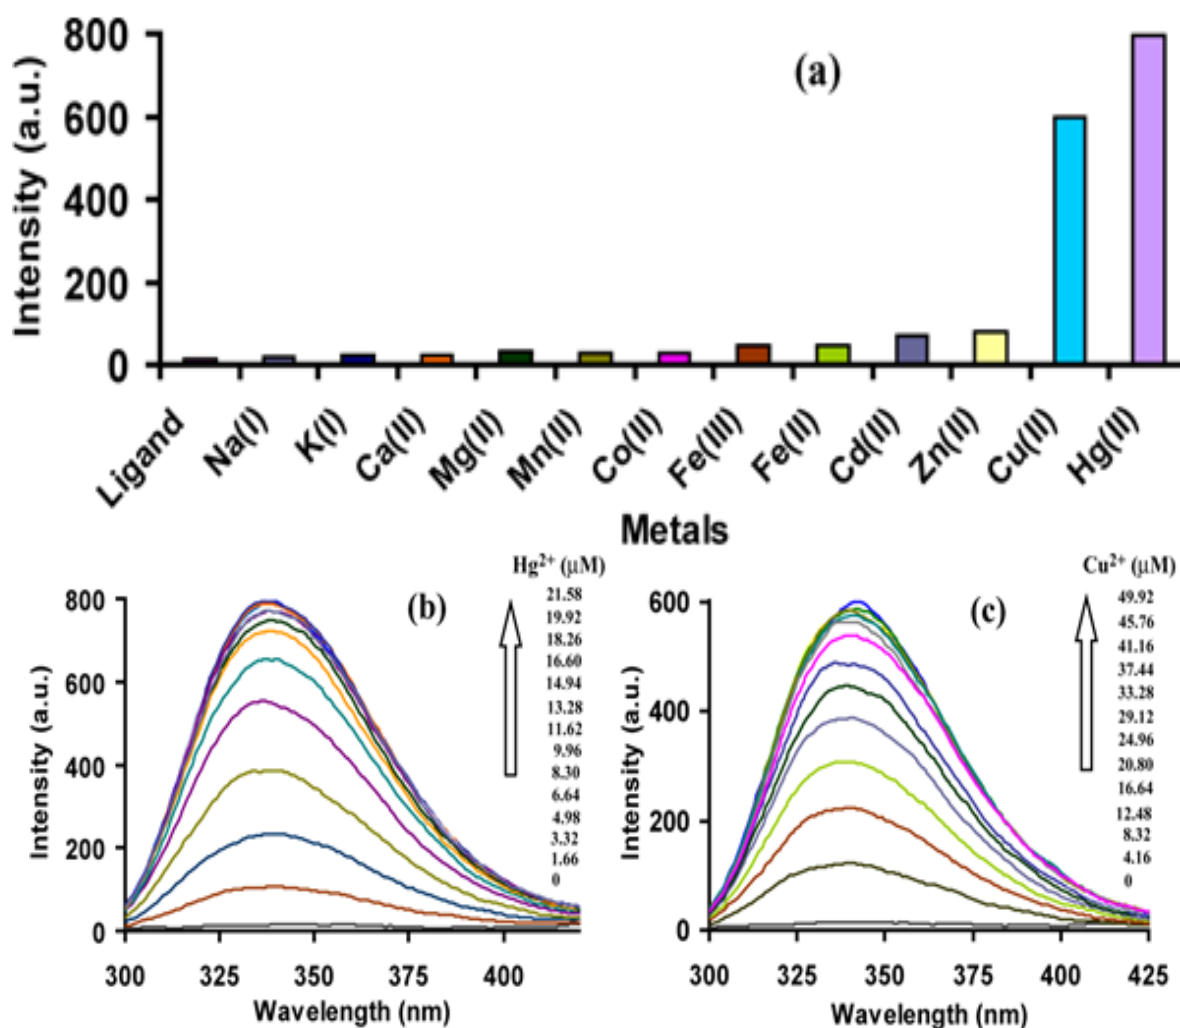 (a)
Intensity (a.u.)
800
600
400
200
0
Ligand
Na(I)
K(I)
Ca(II)
Mg(II)
Mn(II)
Co(II)
Fe(III)
Fe(II)
Cd(II)
Zn(II)
Cu(II)
Hg(II)
Metals
(b)
Hg²⁺ (μM)
21.58
19.92
18.26
16.60
14.94
13.28
11.62
9.96
8.30
6.64
4.98
3.32
1.66
0
Intensity (a.u.)
800
600
400
200
0
300
325
350
375
400
Wavelength (nm)
(c)
Cu²⁺ (μM)
49.92
45.76
41.16
37.44
33.28
29.12
24.96
20.80
16.64
12.48
8.32
4.16
0
Intensity (a.u.)
600
400
200
0
300
325
350
375
400
425
Wavelength (nm)